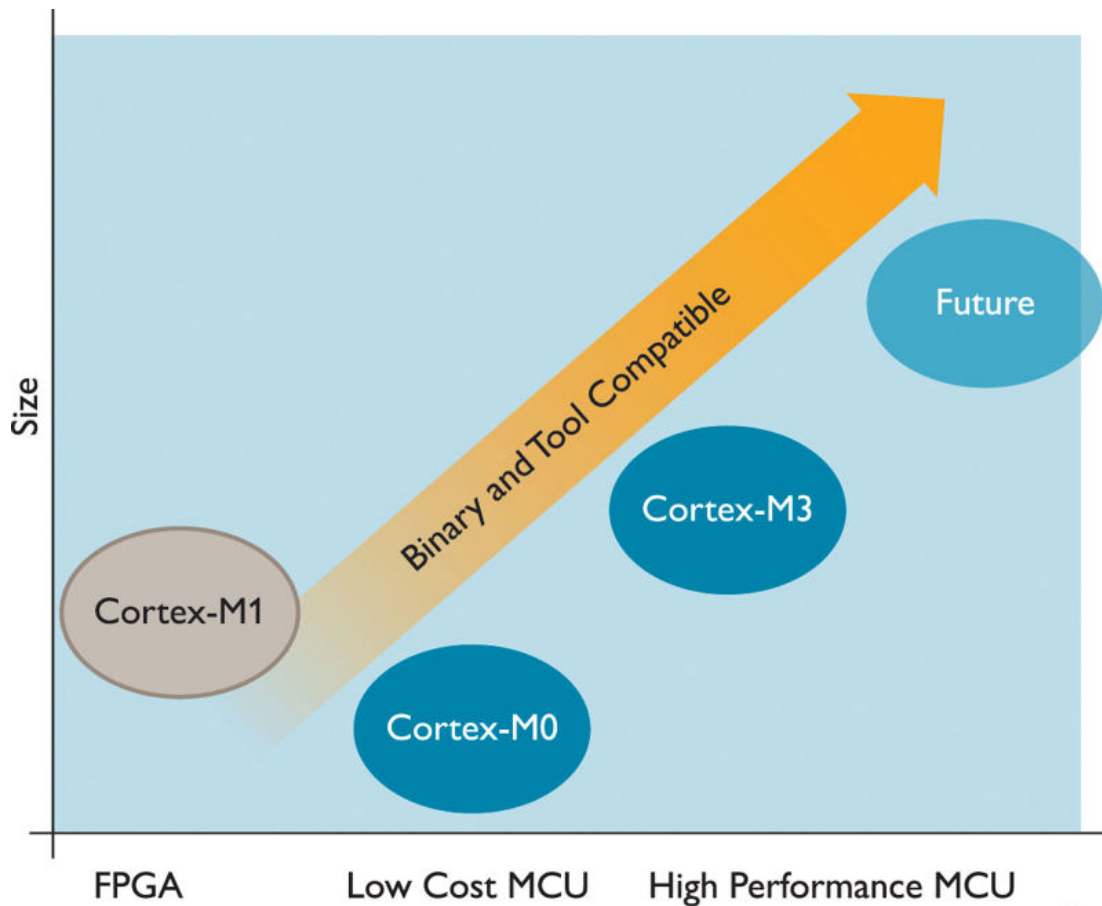 Future
Binary and Tool Compatible
Size
Cortex-M3
Cortex-M1
Cortex-M0
FPGA
Low Cost MCU
High Performance MCU